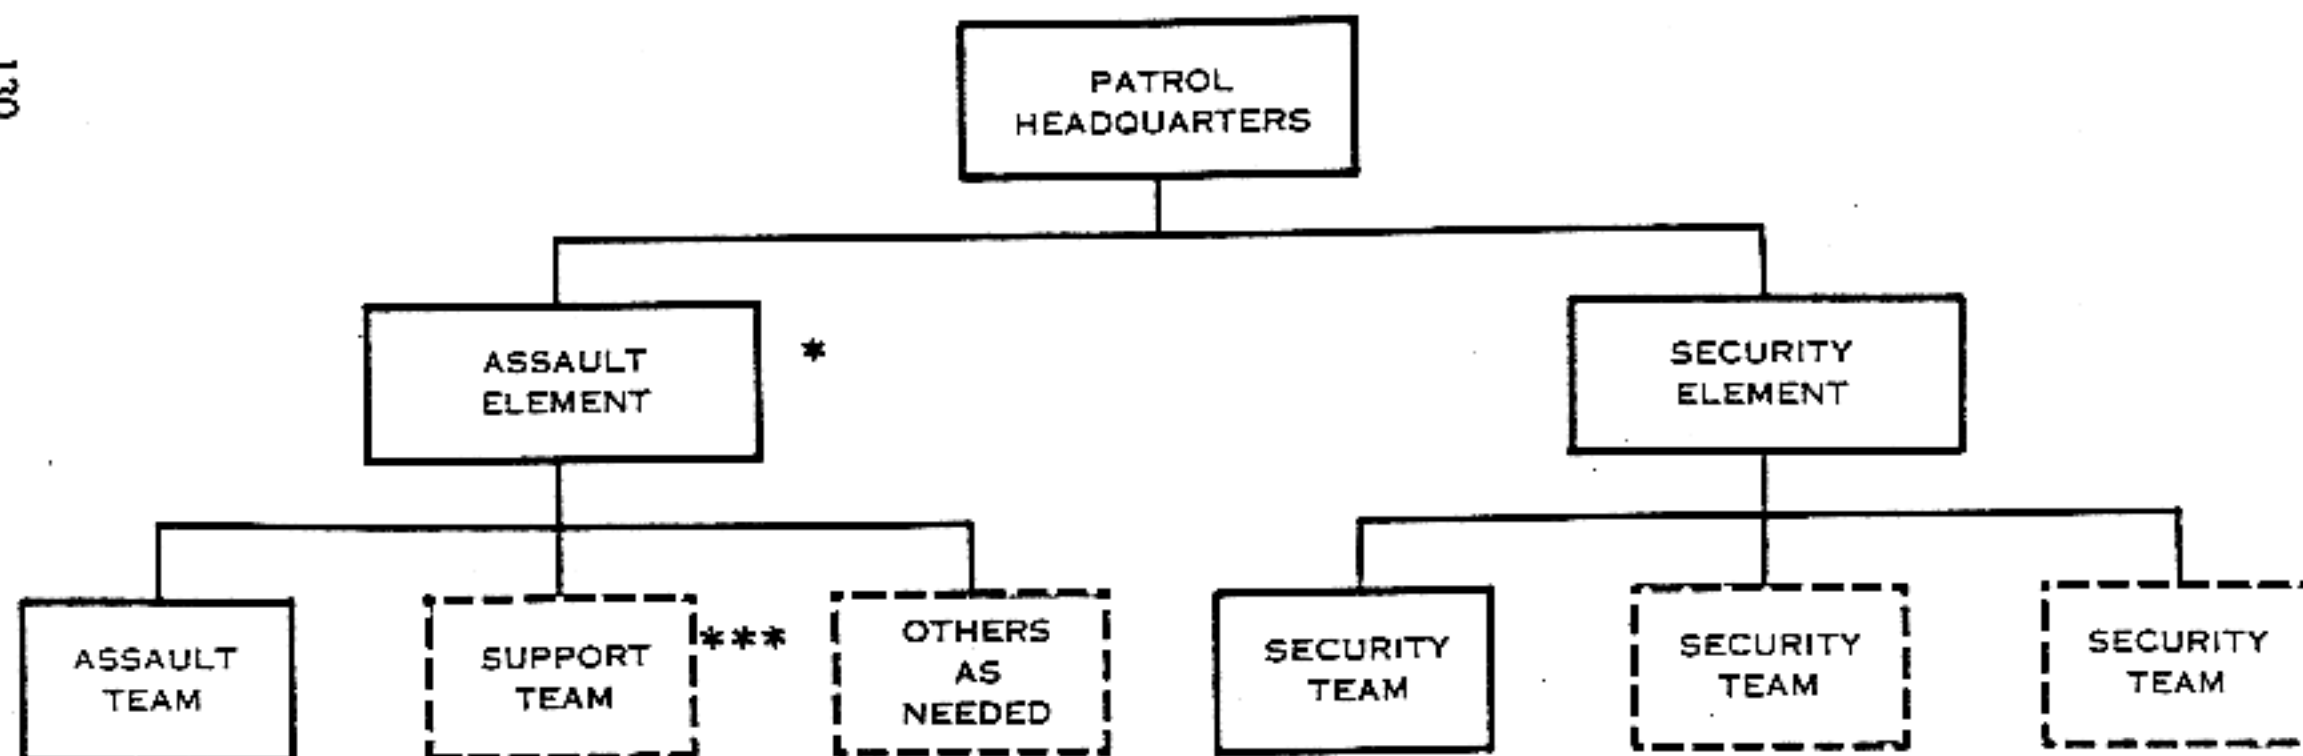 PATROL
HEADQUARTERS
ASSAULT
ELEMENT
*
SECURITY
ELEMENT
ASSAULT
TEAM
SUPPORT
TEAM
***
OTHERS
AS
NEEDED
SECURITY
TEAM
SECURITY
TEAM
SECURITY
TEAM